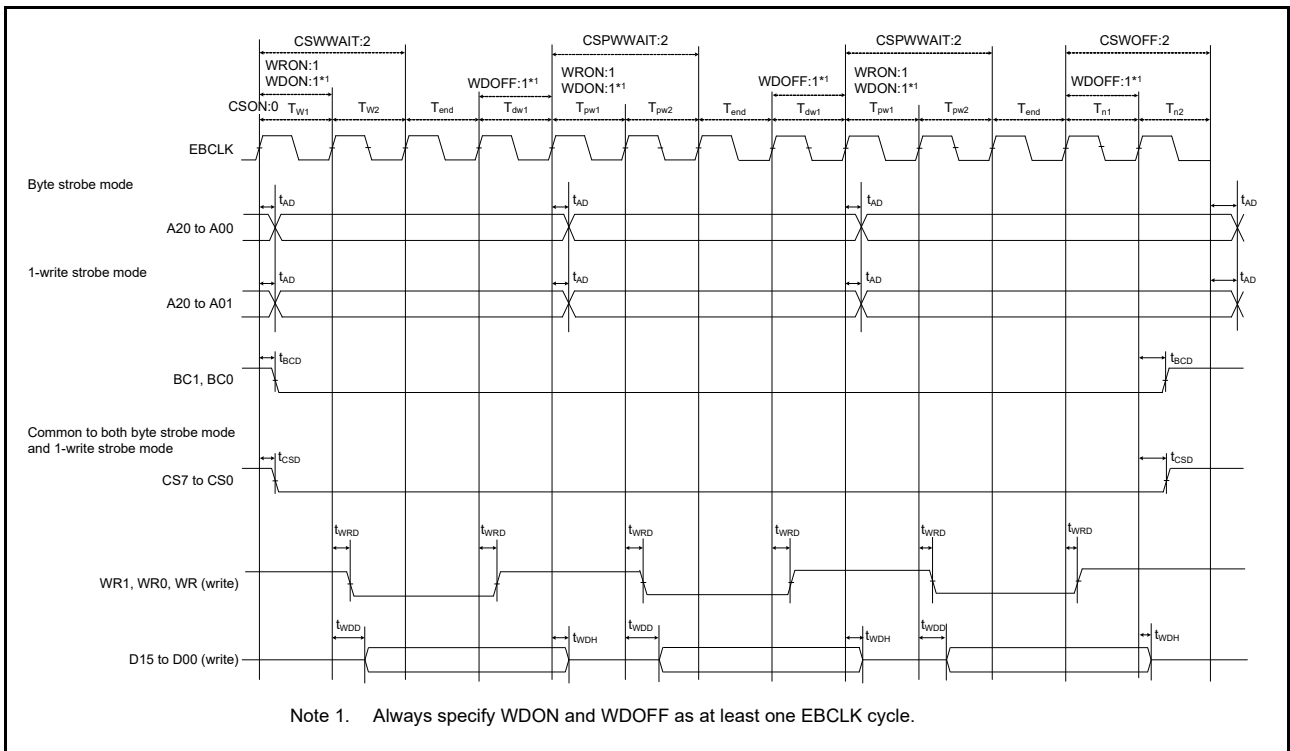 CSWWAIT:2 CSPWWAIT:2 CSPWWAIT:2 CSWOFF:2
WRON:1 WRON:1 WRON:1
WDON:1*1 WDOFF:1*1 WDON:1*1 WDOFF:1*1 WDON:1*1 WDOFF:1*1
CSON:0 TW1 TW2 Tend Tdw1 Tpw1 Tpw2 Tend Tdw1 Tpw1 Tpw2 Tend Tn1 Tn2
EBCLK
Byte strobe mode
tAD tAD tAD tAD
A20 to A00
1-write strobe mode
tAD tAD tAD tAD
A20 to A01
tBCD tBCD
BC1, BC0
Common to both byte strobe mode
and 1-write strobe mode
tCSD tCSD
CS7 to CS0
tWRD tWRD tWRD tWRD tWRD tWRD
WR1, WR0, WR (write)
tWDD tWDH tWDD tWDH tWDD tWDH
D15 to D00 (write)
Note 1. Always specify WDON and WDOFF as at least one EBCLK cycle.